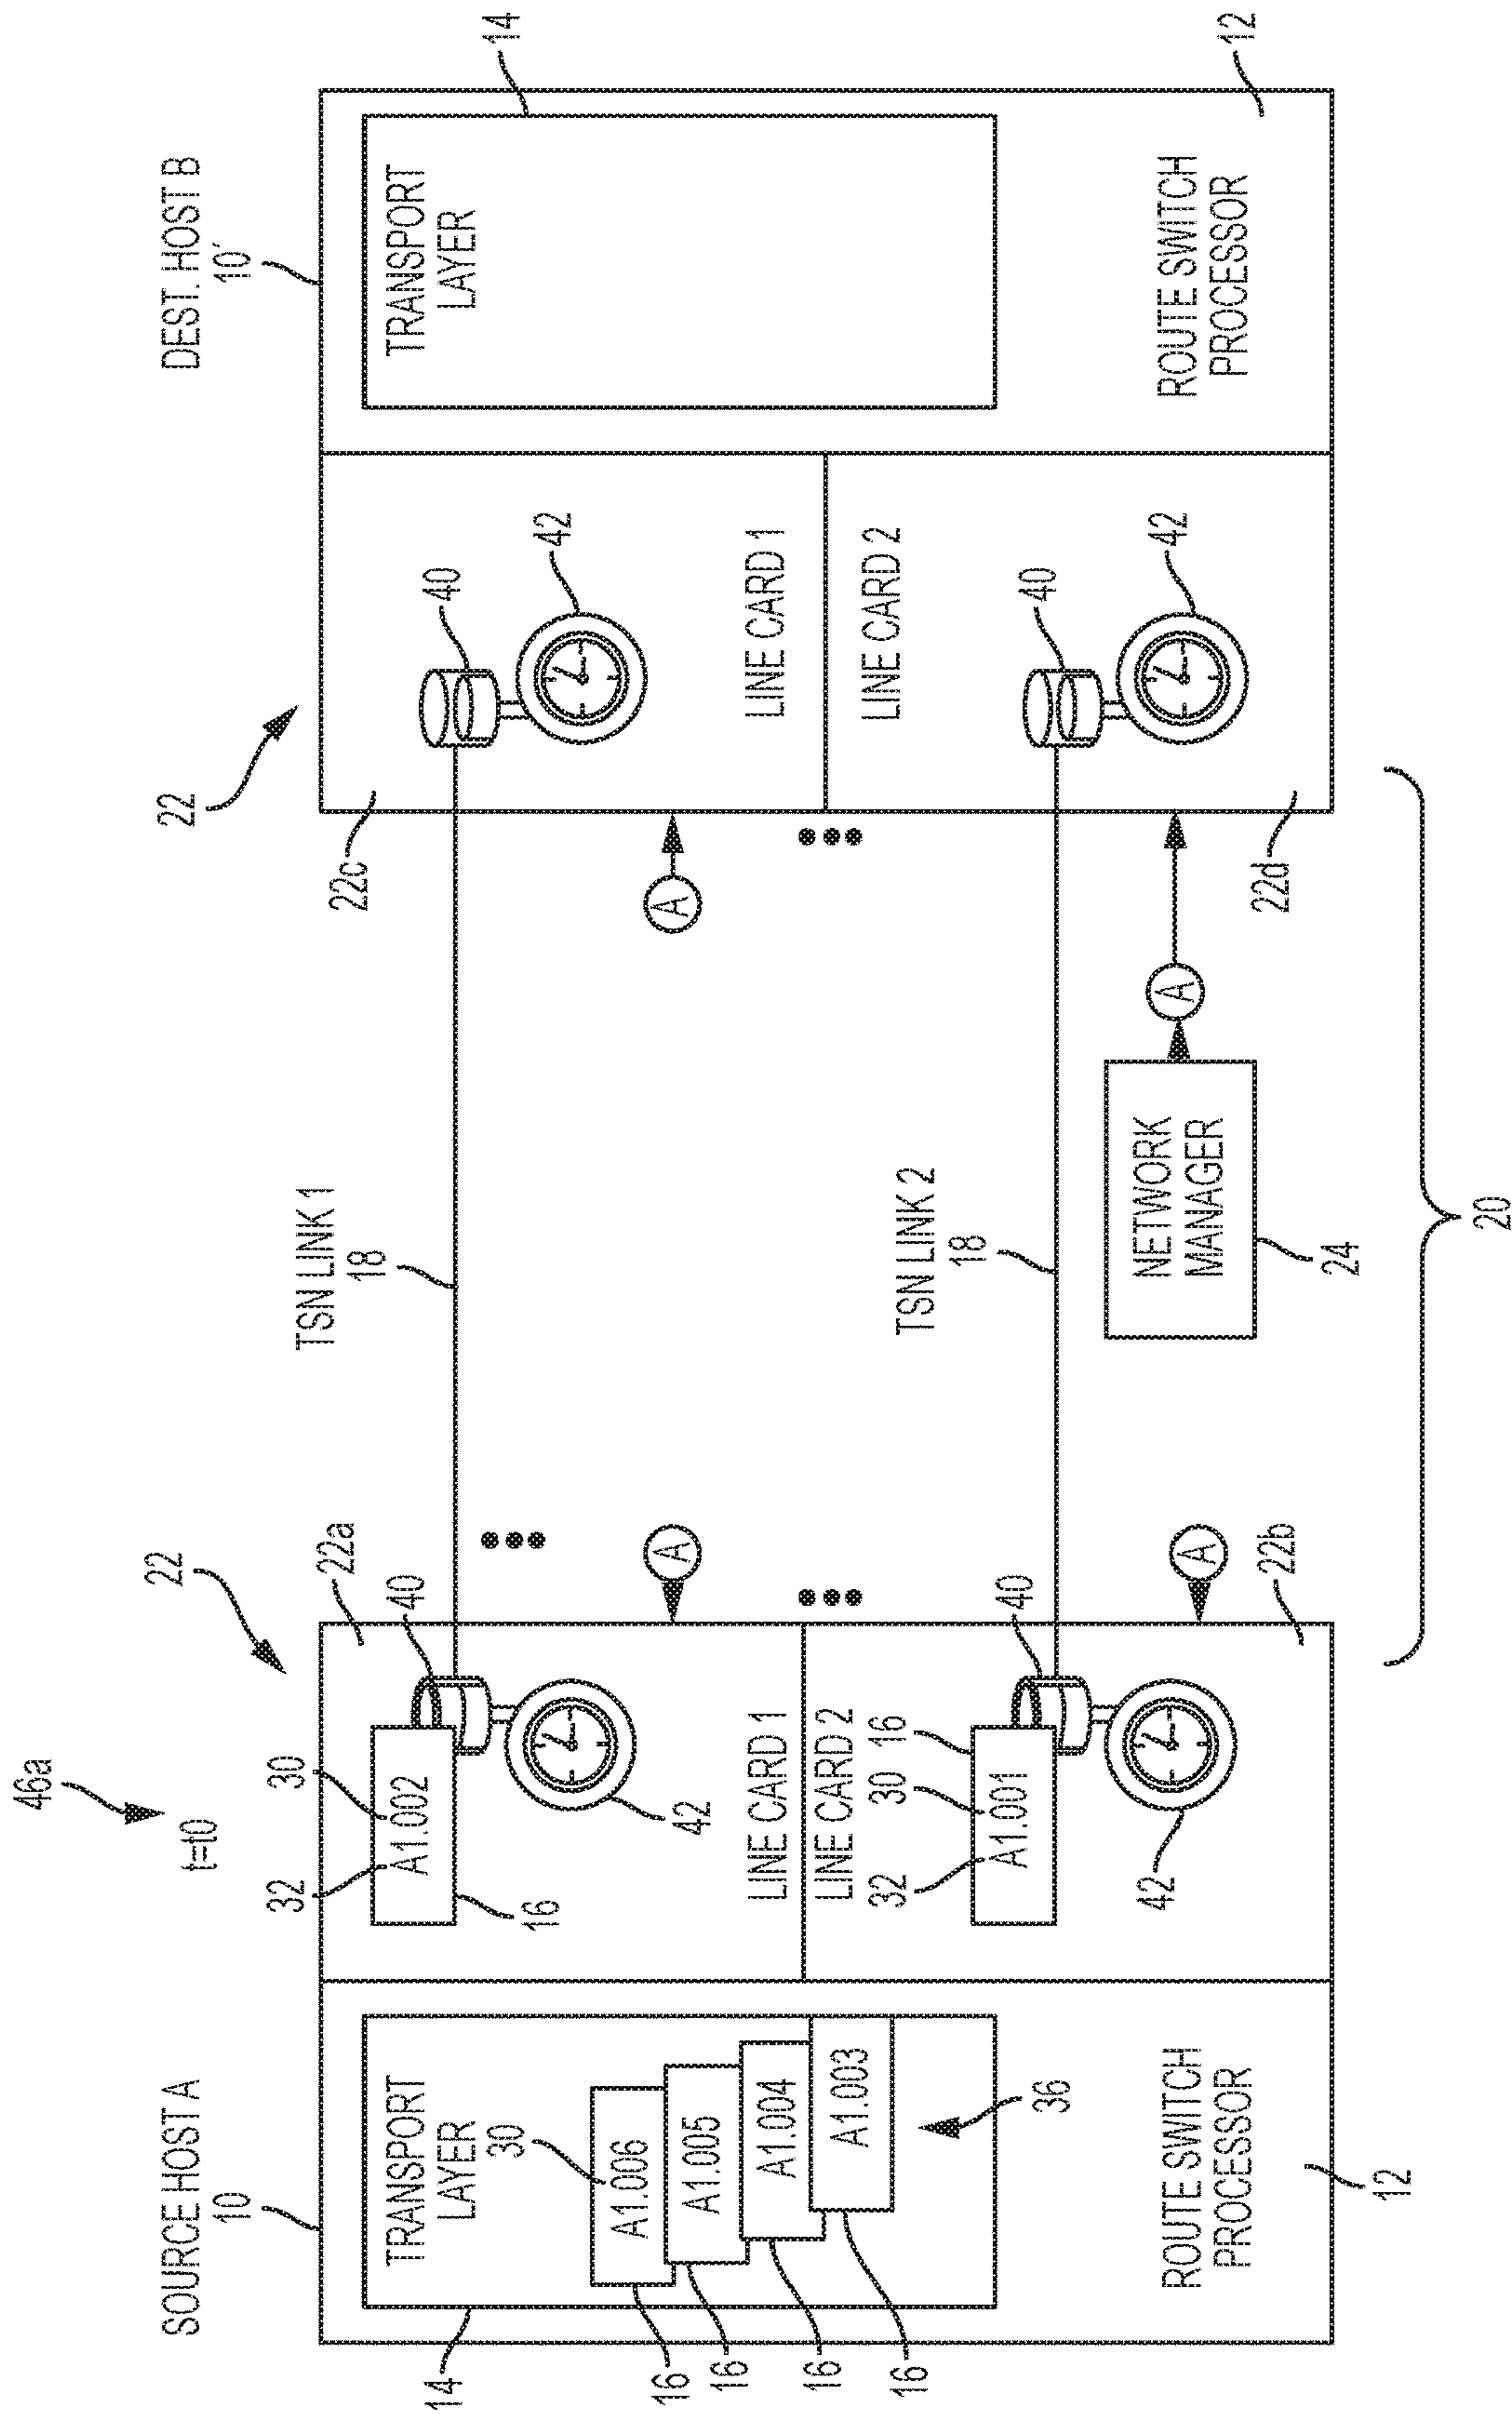 46a
t=t0
SOURCE HOST A
10
22
22
DEST. HOST B
10′
TRANSPORT
LAYER
14
30
A1.006
A1.005
A1.004
A1.003
16
16
16
16
36
ROUTE SWITCH
PROCESSOR
12
32
30
A1.002
16
40
22a
42
LINE CARD 1
LINE CARD 2
32
30
16
A1.001
40
42
22b
A
A
TSN LINK 1
18
TSN LINK 2
18
NETWORK
MANAGER
24
A
A
20
22c
40
42
LINE CARD 1
LINE CARD 2
40
42
22d
TRANSPORT
LAYER
14
ROUTE SWITCH
PROCESSOR
12